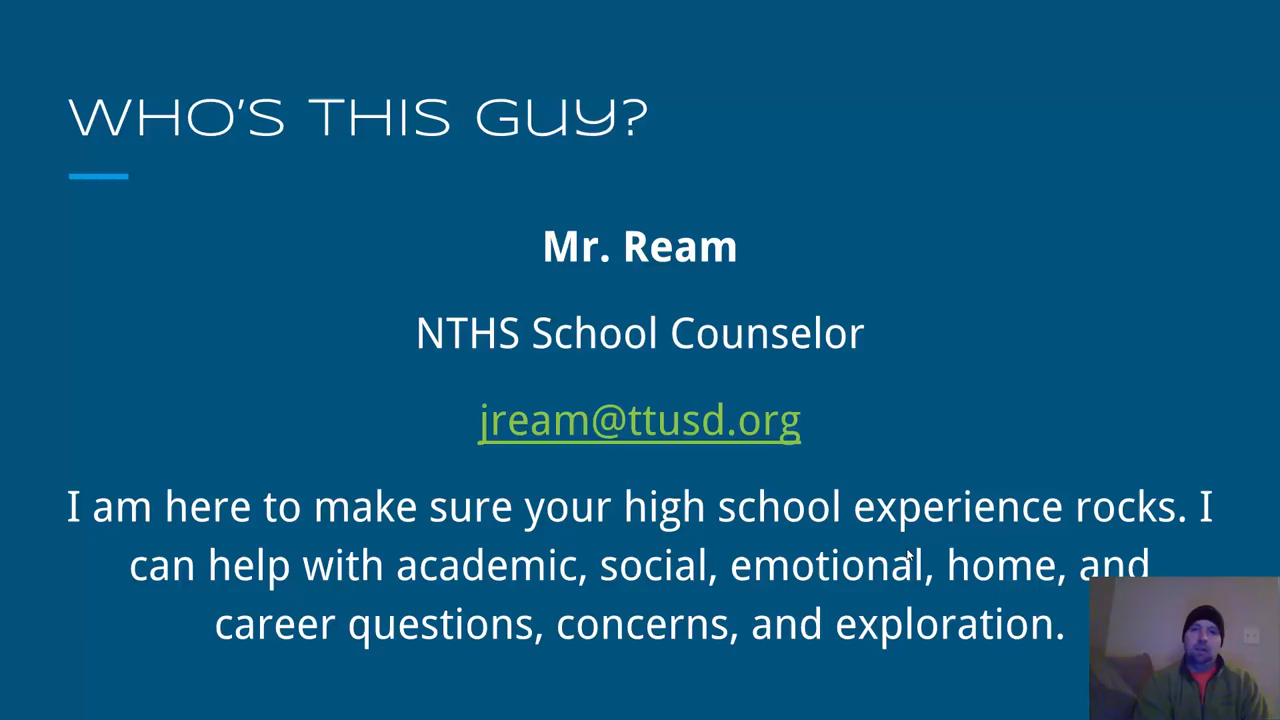 WHO'S THIS GUY?
Mr. Ream
NTHS School Counselor
jream@ttusd.org
I am here to make sure your high school experience rocks. I
can help with academic, social, emotional, home, and
career questions, concerns, and exploration.